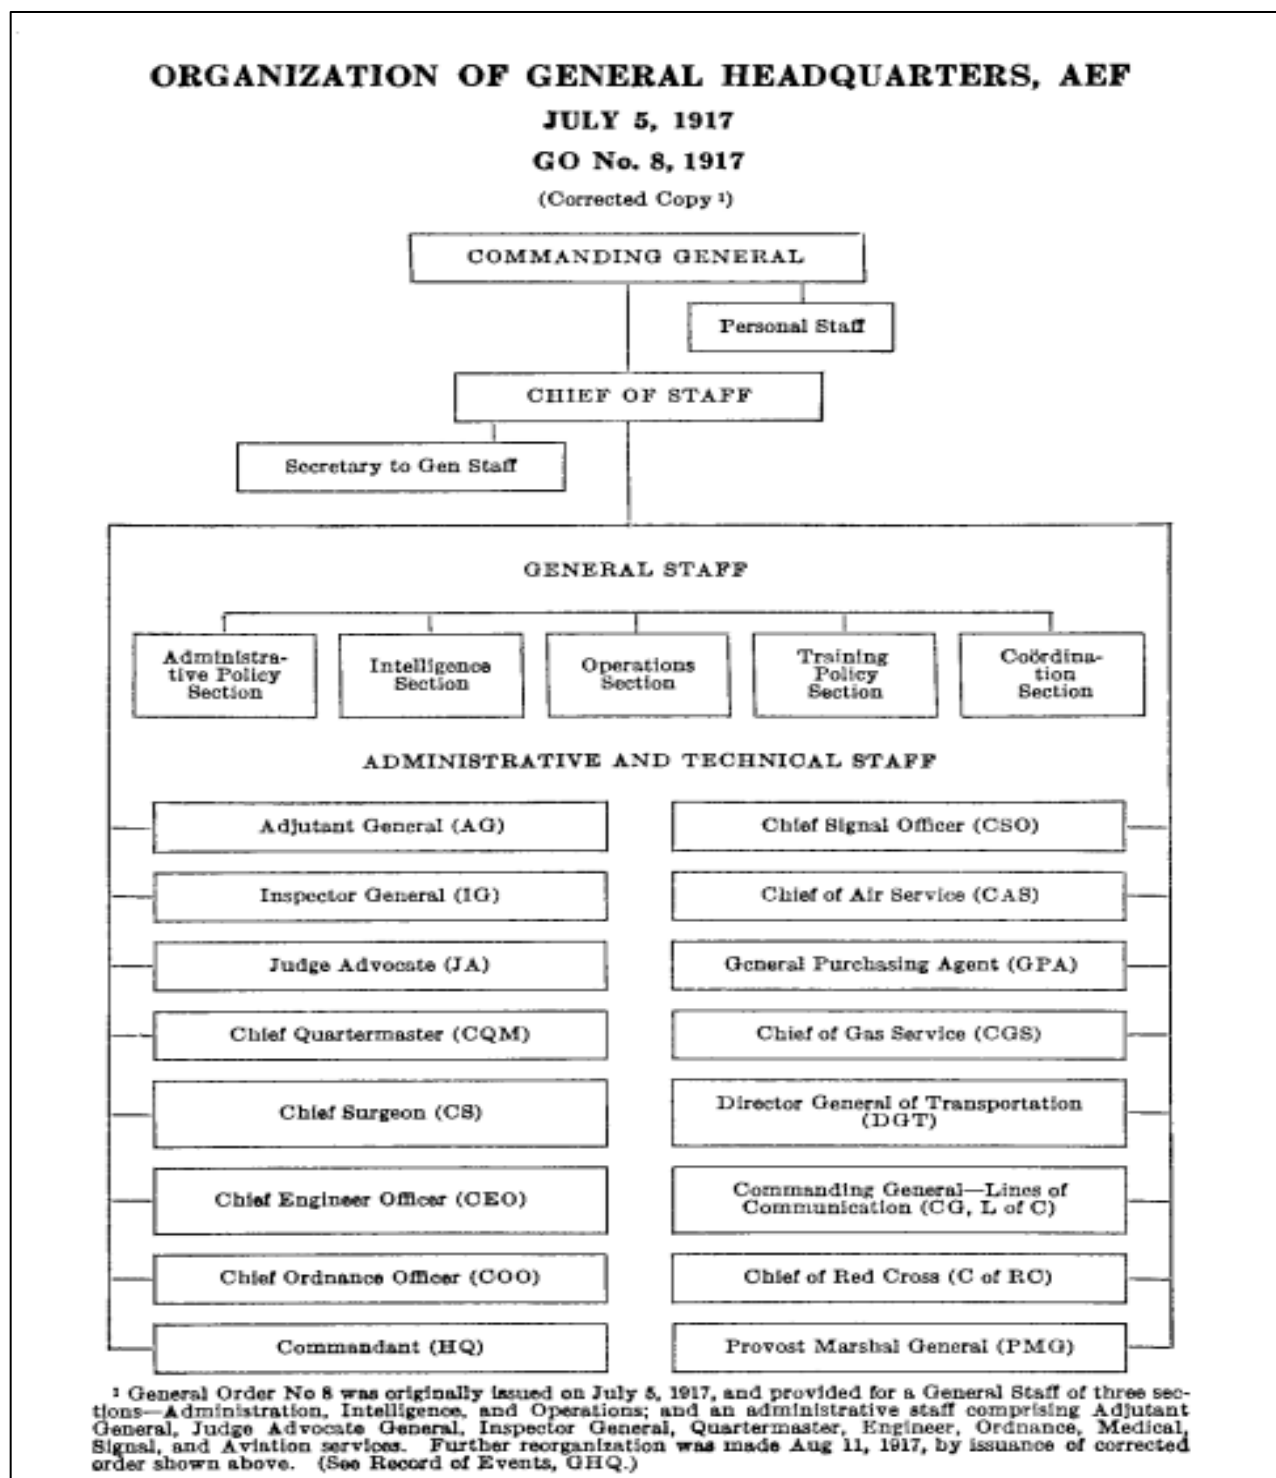 ORGANIZATION OF GENERAL HEADQUARTERS, AEF
JULY 5, 1917
GO No. 8, 1917
(Corrected Copy ¹)
COMMANDING GENERAL
Personal Staff
CHIEF OF STAFF
Secretary to Gen Staff
GENERAL STAFF
Administra-
tive Policy
Section
Intelligence
Section
Operations
Section
Training
Policy
Section
Coördina-
tion
Section
ADMINISTRATIVE AND TECHNICAL STAFF
Adjutant General (AG)
Chief Signal Officer (CSO)
Inspector General (IG)
Chief of Air Service (CAS)
Judge Advocate (JA)
General Purchasing Agent (GPA)
Chief Quartermaster (CQM)
Chief of Gas Service (CGS)
Chief Surgeon (CS)
Director General of Transportation
(DGT)
Chief Engineer Officer (CEO)
Commanding General—Lines of
Communication (CG, L of C)
Chief Ordnance Officer (COO)
Chief of Red Cross (C of RC)
Commandant (HQ)
Provost Marshal General (PMG)
¹ General Order No 8 was originally issued on July 5, 1917, and provided for a General Staff of three sec-
tions—Administration, Intelligence, and Operations; and an administrative staff comprising Adjutant
General, Judge Advocate General, Inspector General, Quartermaster, Engineer, Ordnance, Medical,
Signal, and Aviation services. Further reorganization was made Aug 11, 1917, by issuance of corrected
order shown above. (See Record of Events, GHQ.)